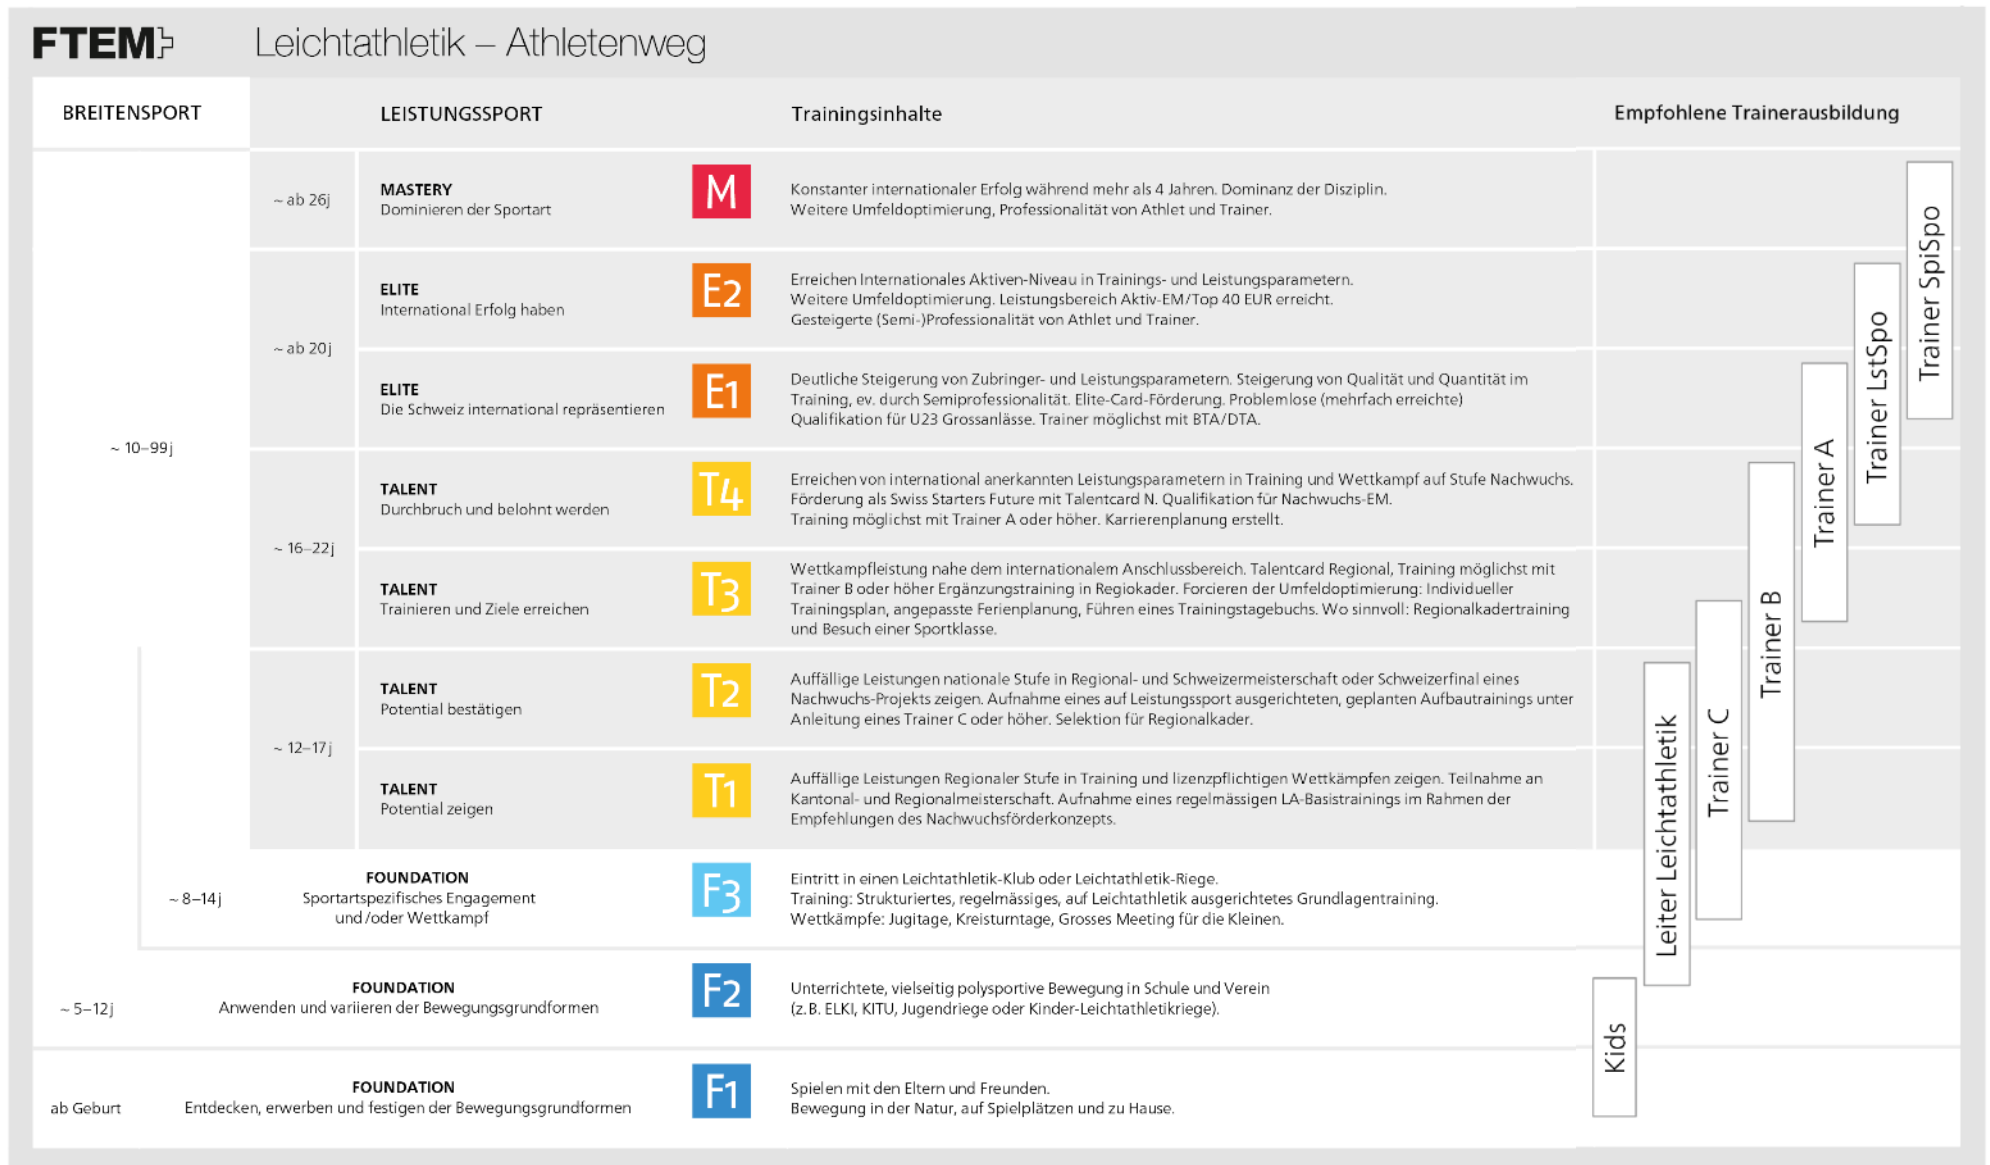 FTEM
Leichtathletik – Athletenweg
BREITENSPORT
LEISTUNGSSPORT
Trainingsinhalte
Empfohlene Trainerausbildung
~ 10–99j
~ ab 26j
MASTERY
Dominieren der Sportart
M
Konstanter internationaler Erfolg während mehr als 4 Jahren. Dominanz der Disziplin.
Weitere Umfeldoptimierung, Professionalität von Athlet und Trainer.
~ ab 20j
ELITE
International Erfolg haben
E2
Erreichen Internationales Aktiven-Niveau in Trainings- und Leistungsparametern.
Weitere Umfeldoptimierung. Leistungsbereich Aktiv-EM/Top 40 EUR erreicht.
Gesteigerte (Semi-)Professionalität von Athlet und Trainer.
ELITE
Die Schweiz international repräsentieren
E1
Deutliche Steigerung von Zubringer- und Leistungsparametern. Steigerung von Qualität und Quantität im
Training, ev. durch Semiprofessionalität. Elite-Card-Förderung. Problemlose (mehrfach erreichte)
Qualifikation für U23 Grossanlässe. Trainer möglichst mit BTA/DTA.
~ 16–22j
TALENT
Durchbruch und belohnt werden
T4
Erreichen von international anerkannten Leistungsparametern in Training und Wettkampf auf Stufe Nachwuchs.
Förderung als Swiss Starters Future mit Talentcard N. Qualifikation für Nachwuchs-EM.
Training möglichst mit Trainer A oder höher. Karrierenplanung erstellt.
TALENT
Trainieren und Ziele erreichen
T3
Wettkampfleistung nahe dem internationalem Anschlussbereich. Talentcard Regional, Training möglichst mit
Trainer B oder höher Ergänzungstraining in Regiokader. Forcieren der Umfeldoptimierung: Individueller
Trainingsplan, angepasste Ferienplanung, Führen eines Trainingstagebuchs. Wo sinnvoll: Regionalkadertraining
und Besuch einer Sportklasse.
~ 12–17j
TALENT
Potential bestätigen
T2
Auffällige Leistungen nationale Stufe in Regional- und Schweizermeisterschaft oder Schweizerfinal eines
Nachwuchs-Projekts zeigen. Aufnahme eines auf Leistungssport ausgerichteten, geplanten Aufbautrainings unter
Anleitung eines Trainer C oder höher. Selektion für Regionalkader.
TALENT
Potential zeigen
T1
Auffällige Leistungen Regionaler Stufe in Training und lizenzpflichtigen Wettkämpfen zeigen. Teilnahme an
Kantonal- und Regionalmeisterschaft. Aufnahme eines regelmässigen LA-Basistrainings im Rahmen der
Empfehlungen des Nachwuchsförderkonzepts.
~ 8–14j
FOUNDATION
Sportartspezifisches Engagement
und/oder Wettkampf
F3
Eintritt in einen Leichtathletik-Klub oder Leichtathletik-Riege.
Training: Strukturiertes, regelmässiges, auf Leichtathletik ausgerichtetes Grundlagentraining.
Wettkämpfe: Jugitage, Kreisturntage, Grosses Meeting für die Kleinen.
~ 5–12j
FOUNDATION
Anwenden und variieren der Bewegungsgrundformen
F2
Unterrichtete, vielseitig polysportive Bewegung in Schule und Verein
(z.B. ELKI, KITU, Jugendriege oder Kinder-Leichtathletikriege).
ab Geburt
FOUNDATION
Entdecken, erwerben und festigen der Bewegungsgrundformen
F1
Spielen mit den Eltern und Freunden.
Bewegung in der Natur, auf Spielplätzen und zu Hause.
Kids
Leiter Leichtathletik
Trainer C
Trainer B
Trainer A
Trainer LstSpo
Trainer SpiSpo